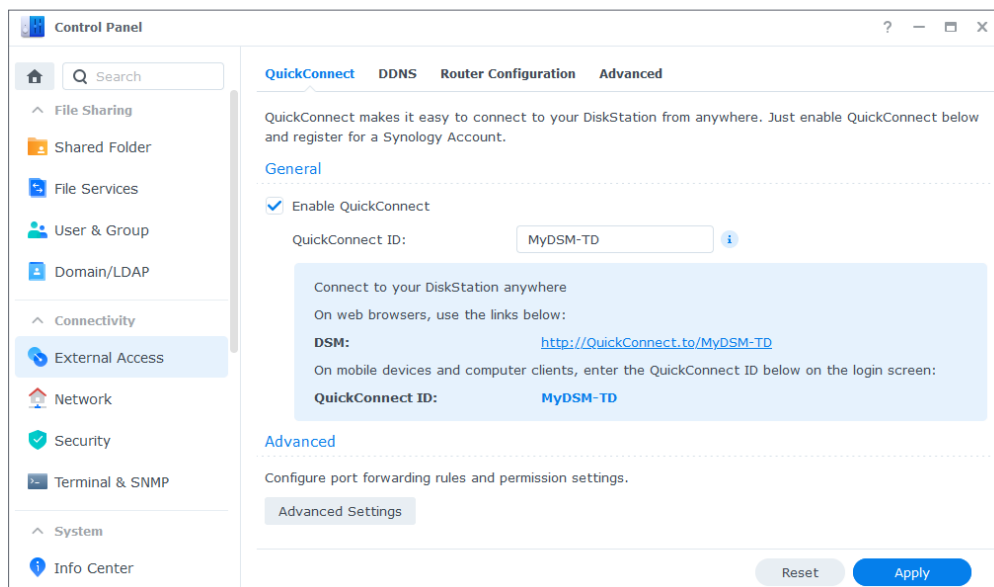 Control Panel
Search
File Sharing
Shared Folder
File Services
User & Group
Domain/LDAP
Connectivity
External Access
Network
Security
Terminal & SNMP
System
Info Center
QuickConnect DDNS Router Configuration Advanced
QuickConnect makes it easy to connect to your DiskStation from anywhere. Just enable QuickConnect below
and register for a Synology Account.
General
Enable QuickConnect
QuickConnect ID: MyDSM-TD
Connect to your DiskStation anywhere
On web browsers, use the links below:
DSM: http://QuickConnect.to/MyDSM-TD
On mobile devices and computer clients, enter the QuickConnect ID below on the login screen:
QuickConnect ID: MyDSM-TD
Advanced
Configure port forwarding rules and permission settings.
Advanced Settings
Reset Apply